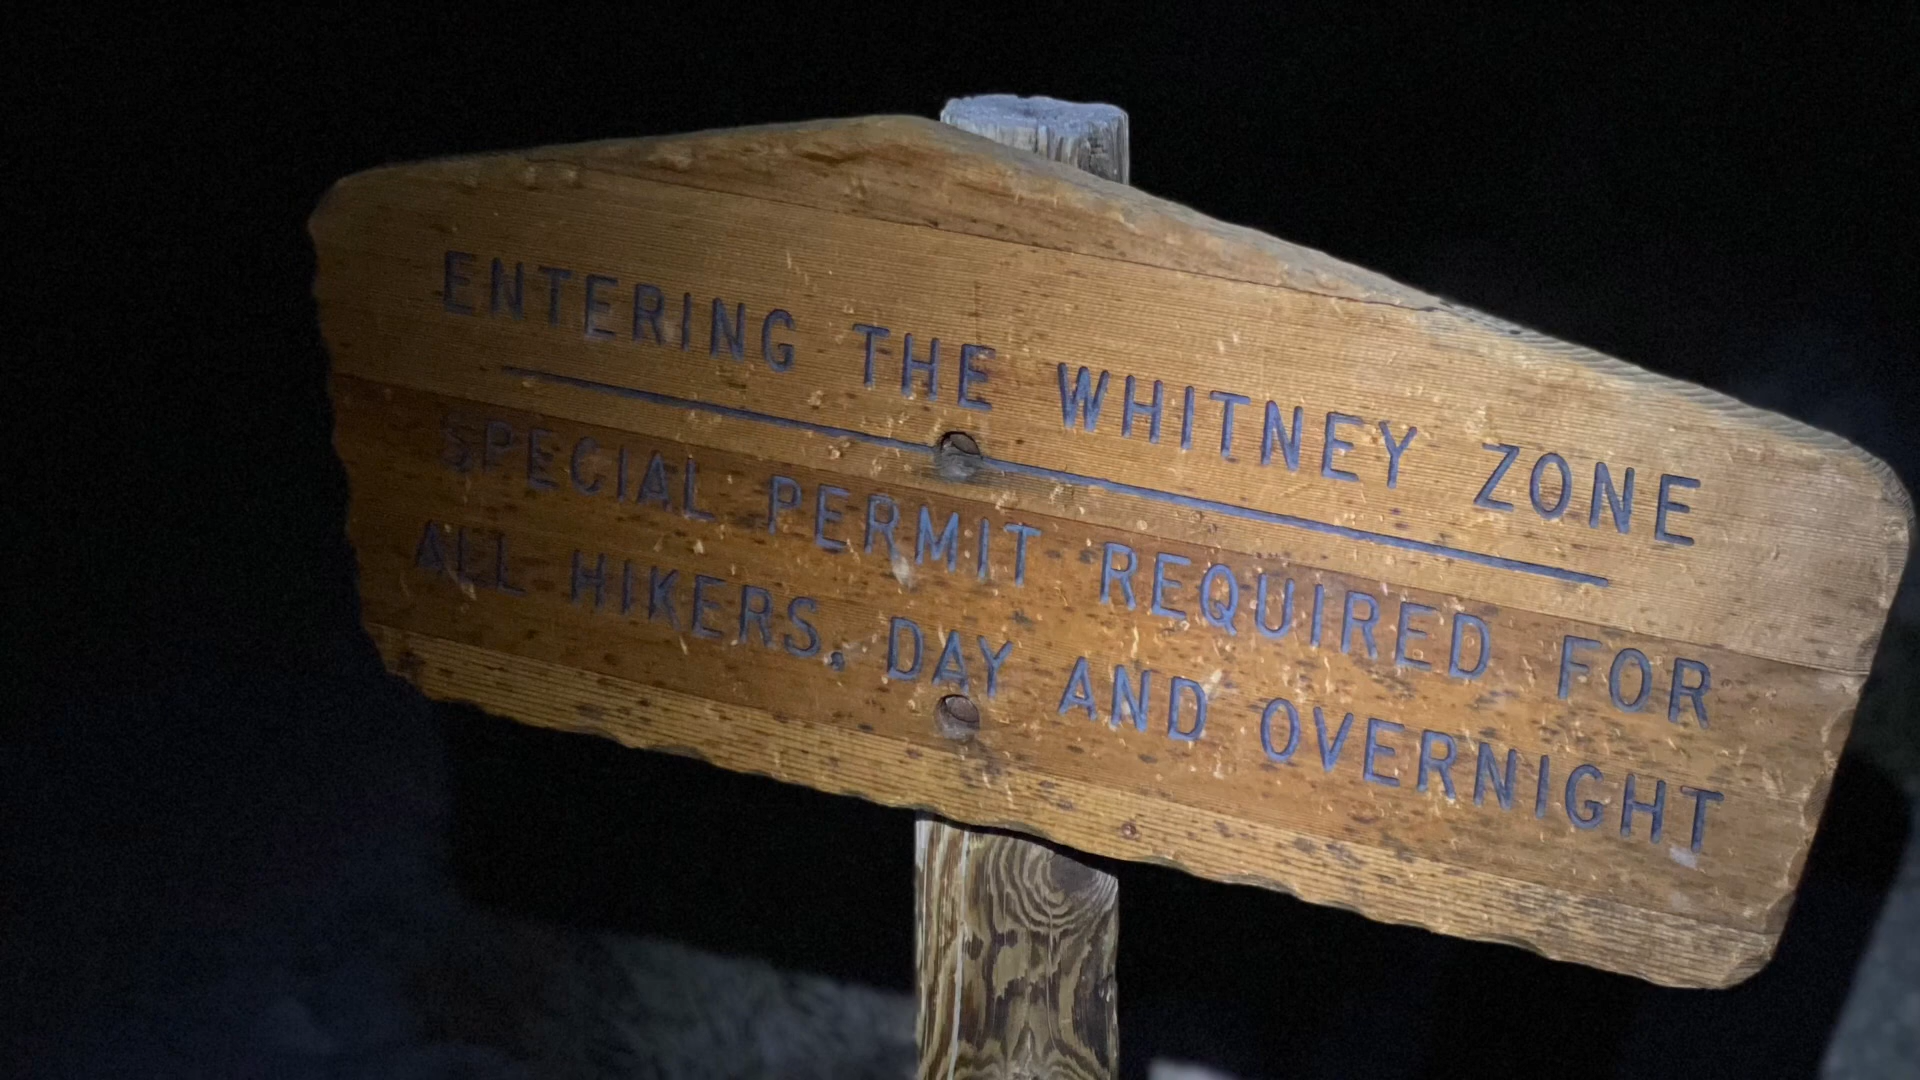 ENTERING THE WHITNEY ZONE
SPECIAL PERMIT REQUIRED FOR
ALL HIKERS, DAY AND OVERNIGHT